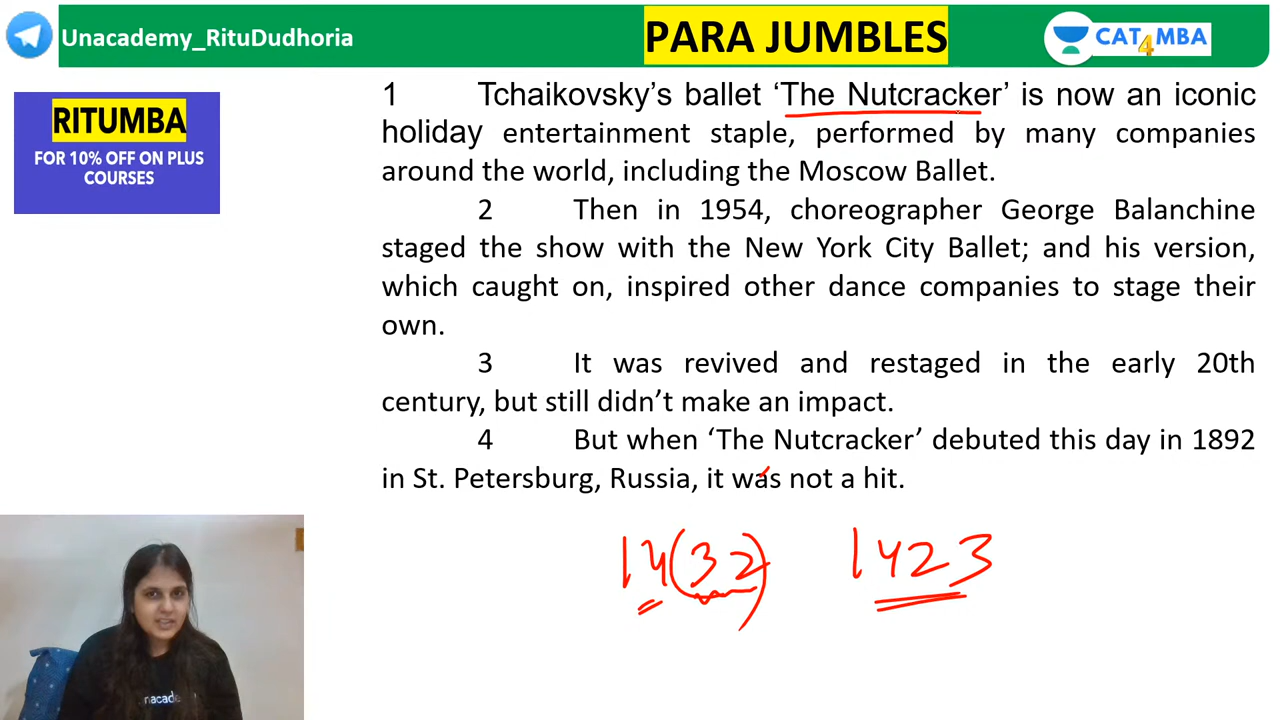 Unacademy_RituDudhoria
PARA JUMBLES
CAT4MBA
RITUMBA
FOR 10% OFF ON PLUS
COURSES
1 Tchaikovsky’s ballet ‘The Nutcracker’ is now an iconic
holiday entertainment staple, performed by many companies
around the world, including the Moscow Ballet.
2 Then in 1954, choreographer George Balanchine
staged the show with the New York City Ballet; and his version,
which caught on, inspired other dance companies to stage their
own.
3 It was revived and restaged in the early 20th
century, but still didn’t make an impact.
4 But when ‘The Nutcracker’ debuted this day in 1892
in St. Petersburg, Russia, it was not a hit.
14(32) 1423
unacade